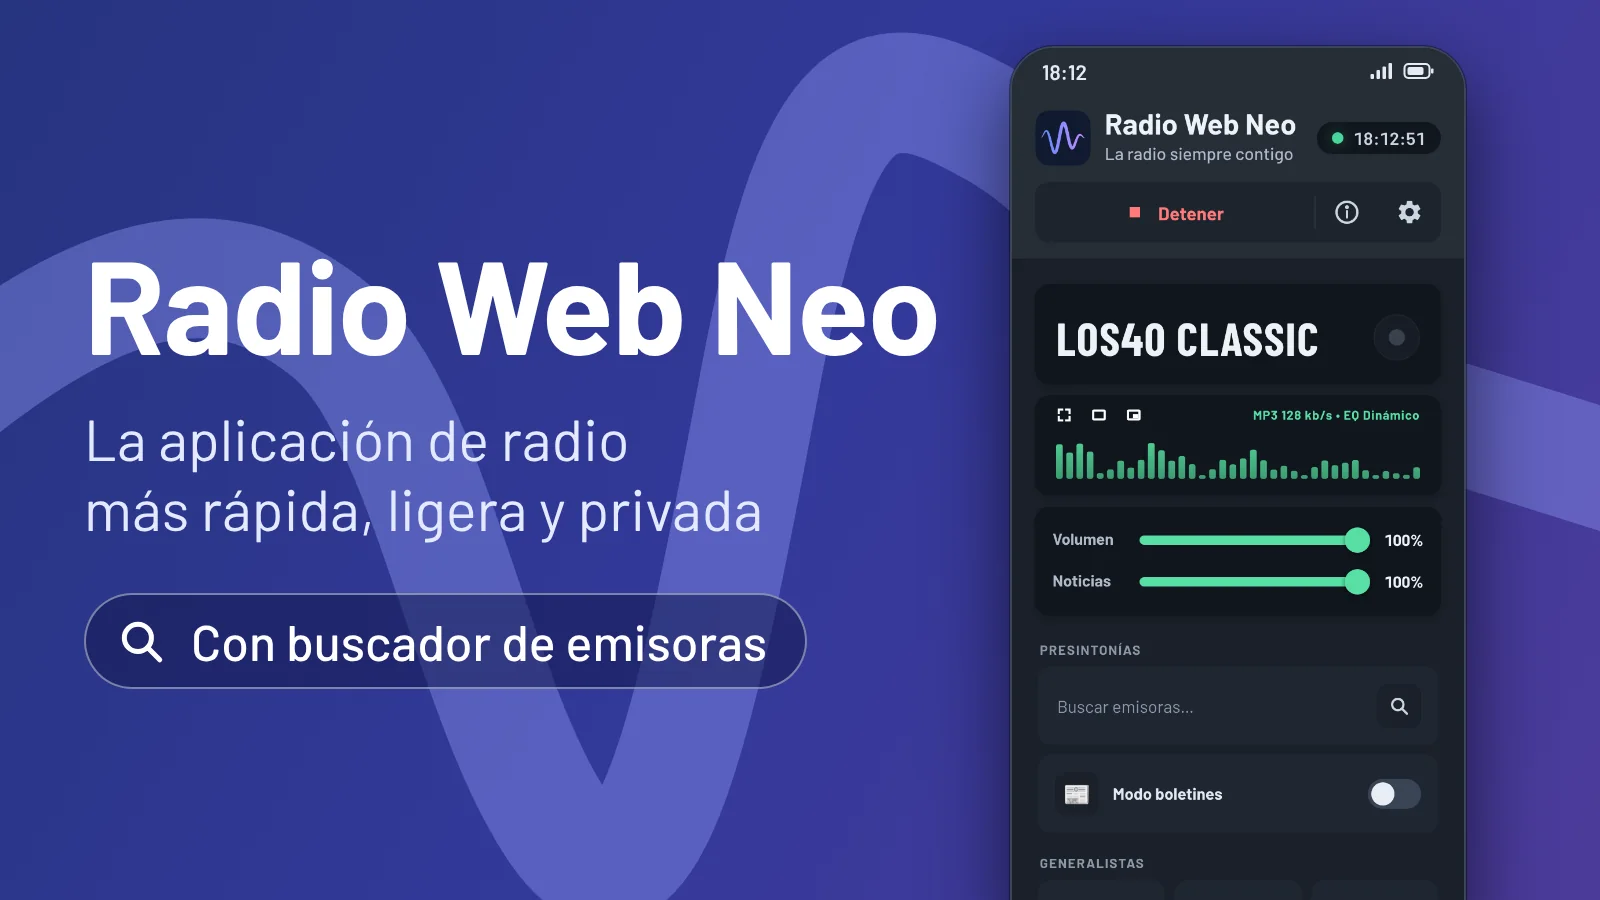 Radio Web Neo
La aplicación de radio
más rápida, ligera y privada
Con buscador de emisoras
18:12
Radio Web Neo
La radio siempre contigo
18:12:51
Detener
LOS40 CLASSIC
MP3 128 kb/s • EQ Dinámico
Volumen 100%
Noticias 100%
PRESINTONÍAS
Buscar emisoras...
Modo boletines
GENERALISTAS